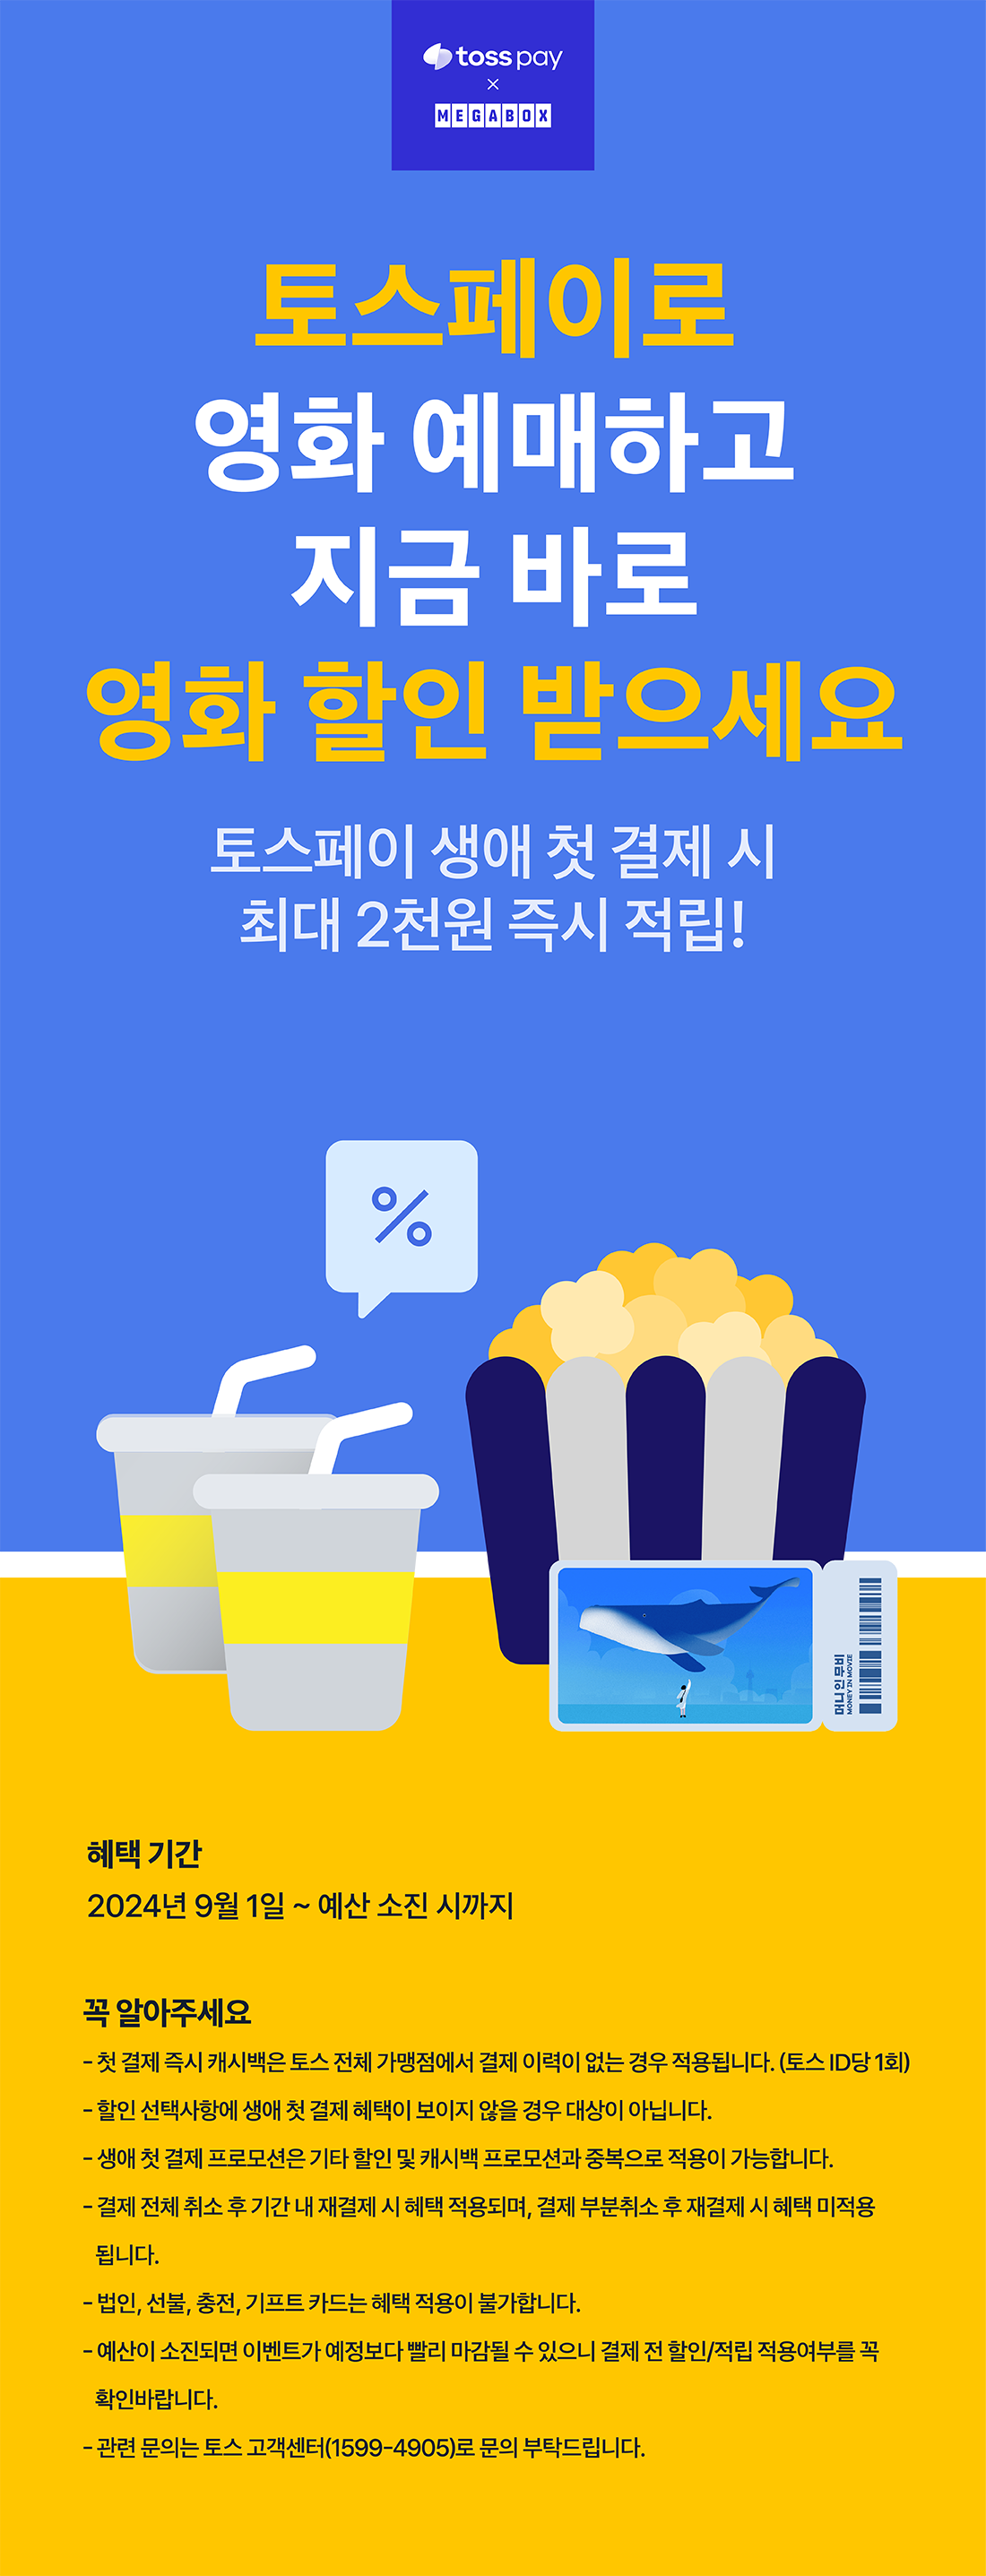 toss pay
×
MEGABOX
토스페이로
영화 예매하고
지금 바로
영화 할인 받으세요
토스페이 생애 첫 결제 시
최대 2천원 즉시 적립!
%
머니인무비
MONEY IN MOVIE
혜택 기간
2024년 9월 1일 ~ 예산 소진 시까지
꼭 알아주세요
- 첫 결제 즉시 캐시백은 토스 전체 가맹점에서 결제 이력이 없는 경우 적용됩니다. (토스 ID당 1회)
- 할인 선택사항에 생애 첫 결제 혜택이 보이지 않을 경우 대상이 아닙니다.
- 생애 첫 결제 프로모션은 기타 할인 및 캐시백 프로모션과 중복으로 적용이 가능합니다.
- 결제 전체 취소 후 기간 내 재결제 시 혜택 적용되며, 결제 부분취소 후 재결제 시 혜택 미적용
됩니다.
- 법인, 선불, 충전, 기프트 카드는 혜택 적용이 불가합니다.
- 예산이 소진되면 이벤트가 예정보다 빨리 마감될 수 있으니 결제 전 할인/적립 적용여부를 꼭
확인바랍니다.
- 관련 문의는 토스 고객센터(1599-4905)로 문의 부탁드립니다.